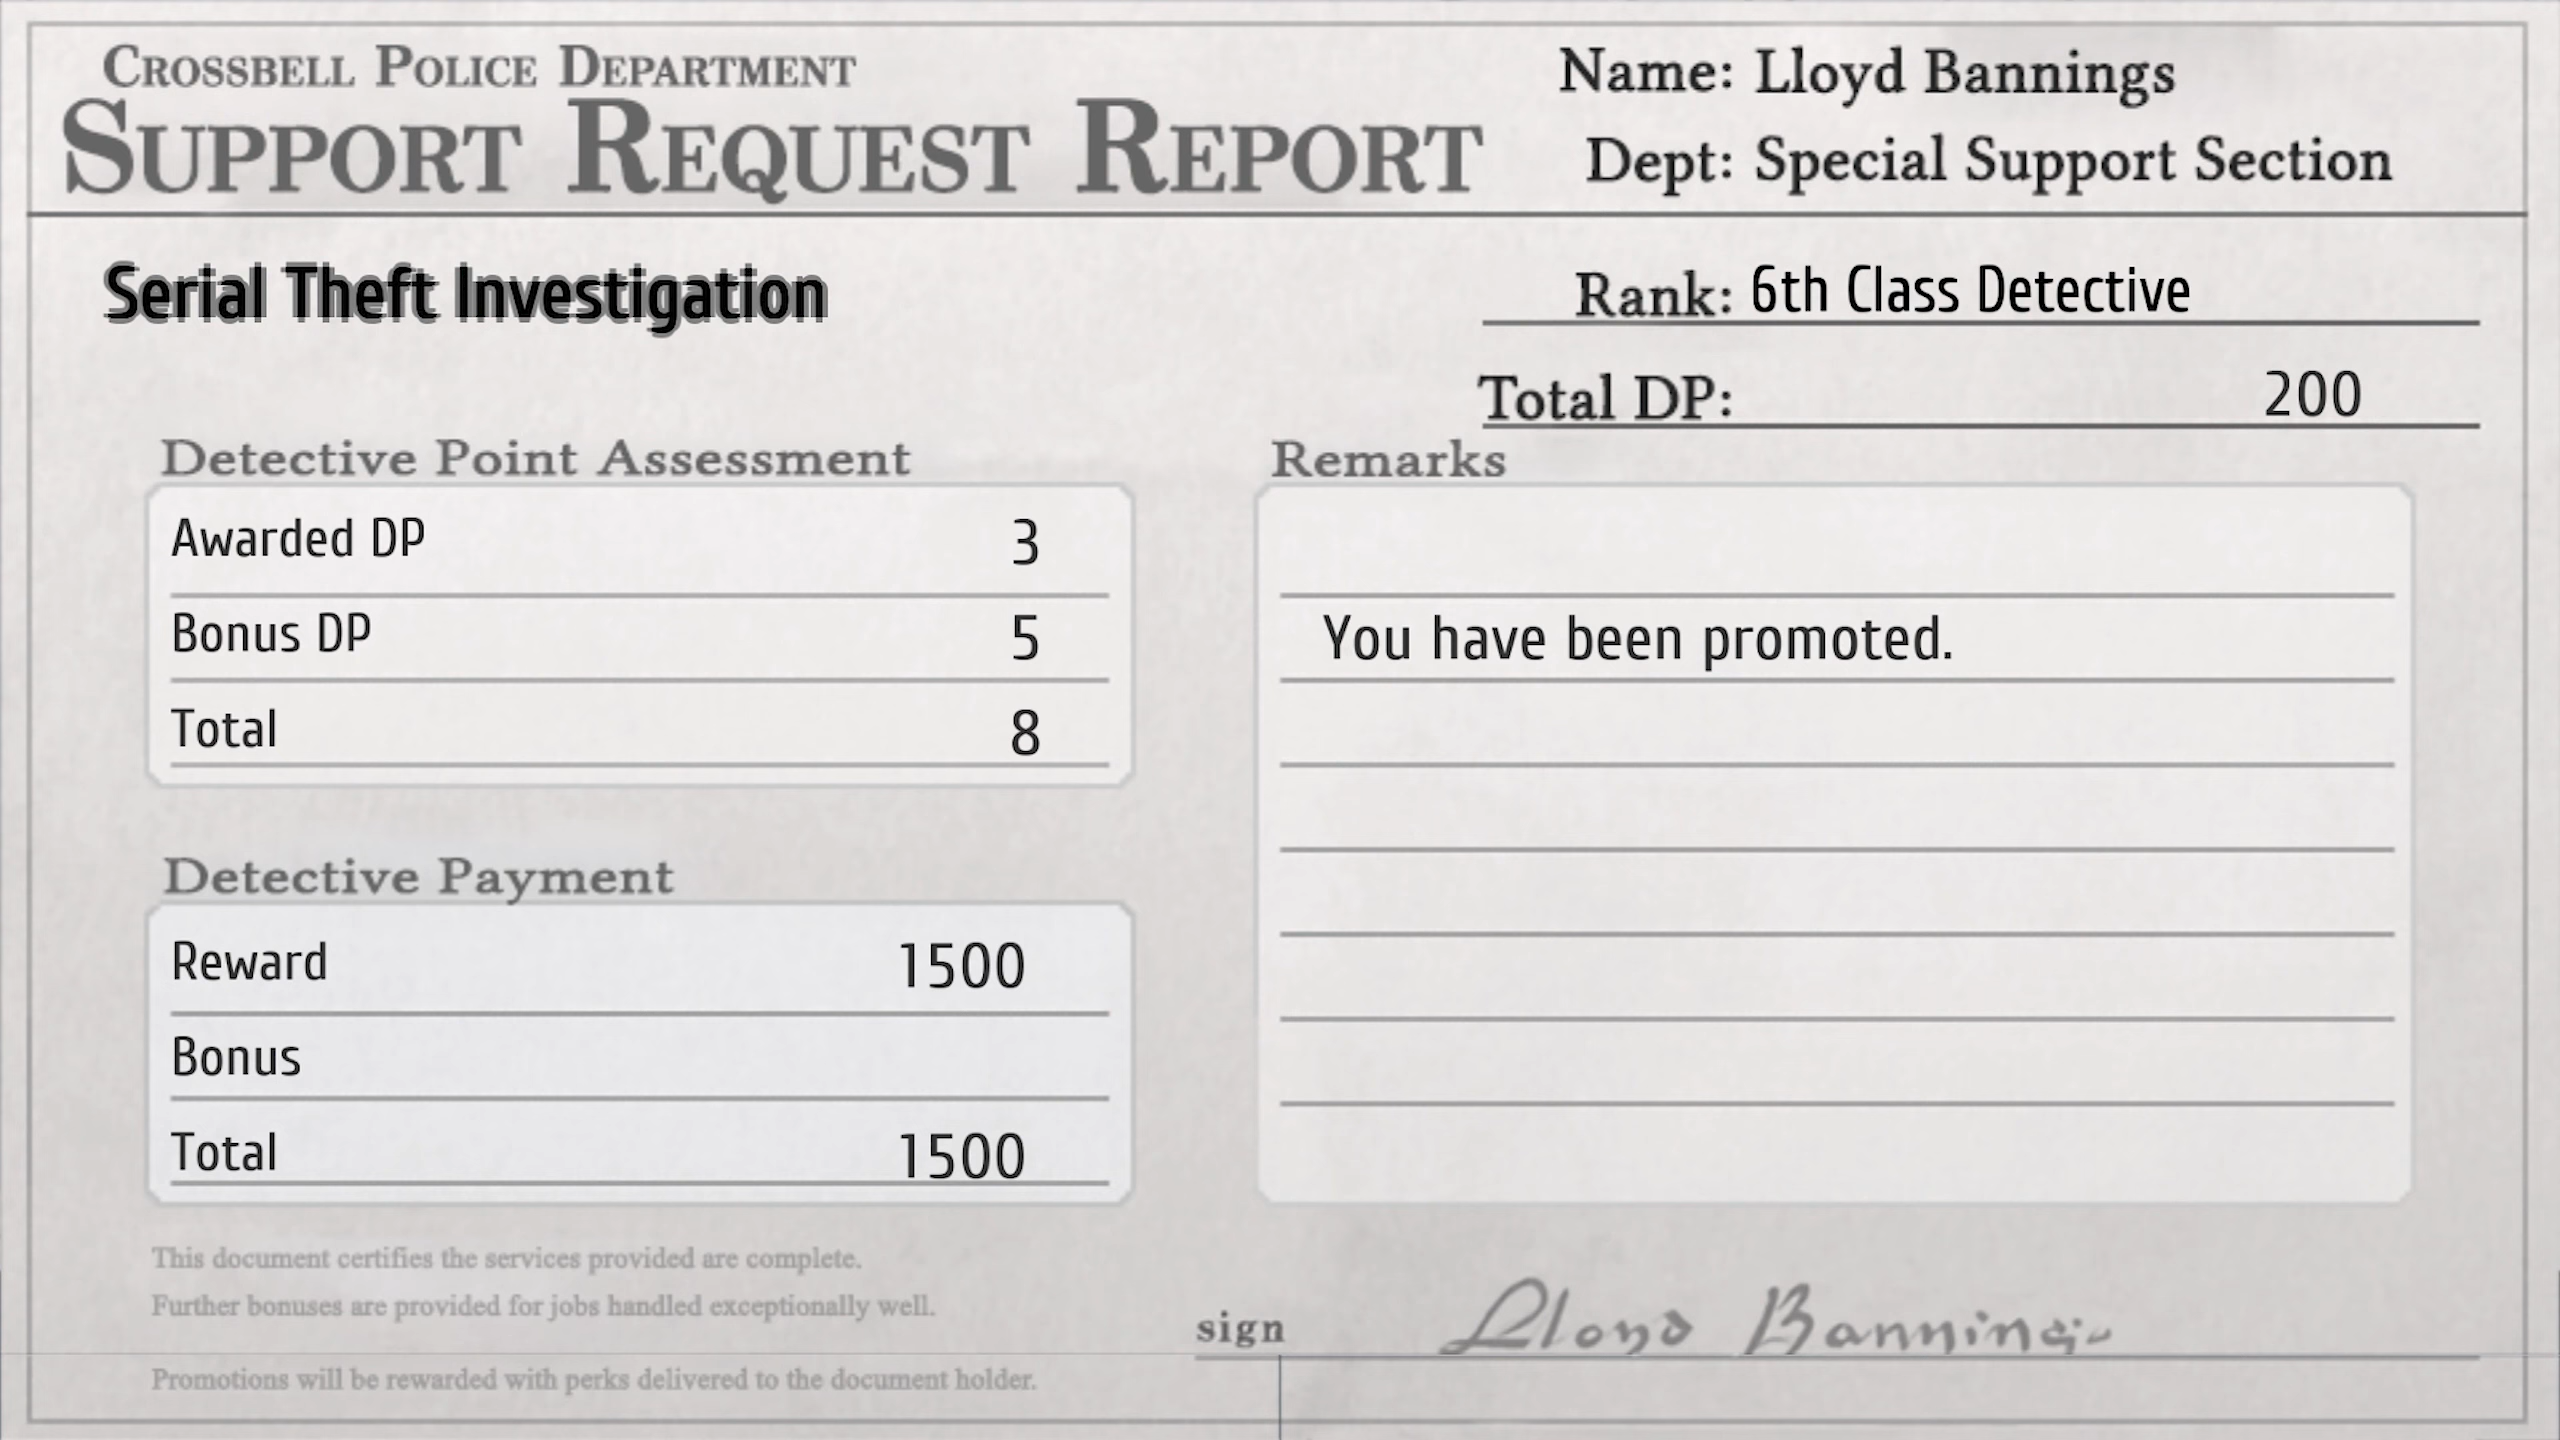 Crossbell Police Department
Support Request Report
Name: Lloyd Bannings
Dept: Special Support Section
Serial Theft Investigation
Rank: 6th Class Detective
Total DP: 200
Detective Point Assessment
Awarded DP 3
Bonus DP 5
Total 8
Remarks
You have been promoted.
Detective Payment
Reward 1500
Bonus
Total 1500
This document certifies the services provided are complete.
Further bonuses are provided for jobs handled exceptionally well.
Promotions will be rewarded with perks delivered to the document holder.
sign Lloyd Bannings